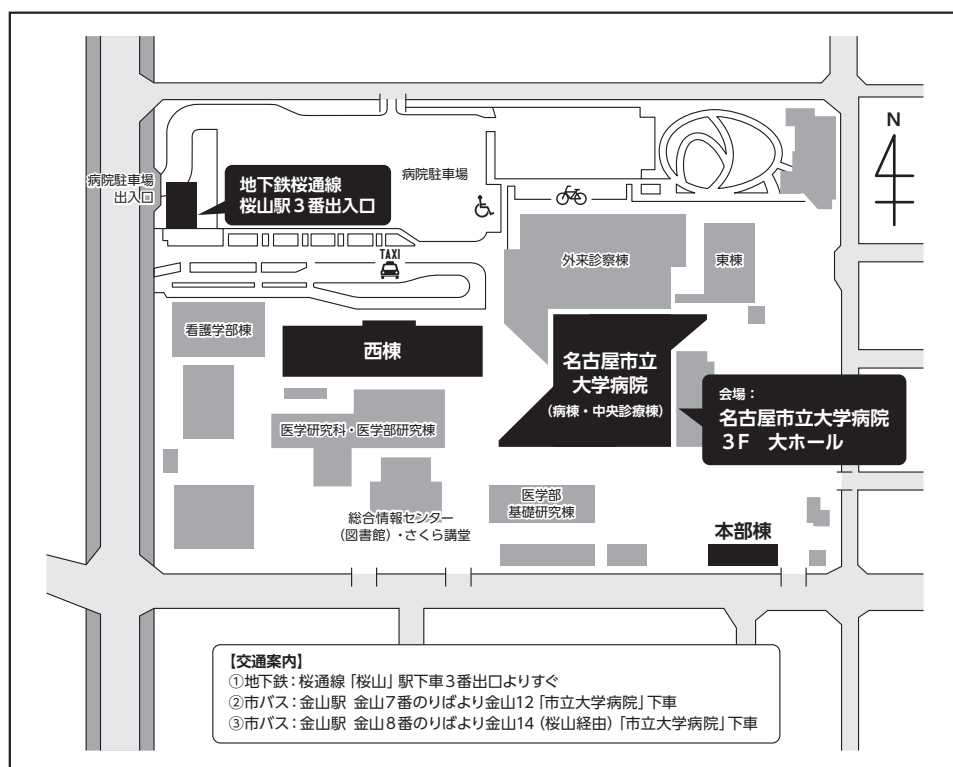 N
病院駐車場
出入口
地下鉄桜通線
桜山駅3番出入口
病院駐車場
TAXI
外来診察棟
東棟
看護学部棟
西棟
名古屋市立
大学病院
(病棟・中央診療棟)
会場:
名古屋市立大学病院
3F 大ホール
医学研究科・医学部研究棟
総合情報センター
(図書館)・さくら講堂
医学部
基礎研究棟
本部棟
【交通案内】
①地下鉄:桜通線「桜山」駅下車3番出口よりすぐ
②市バス:金山駅 金山7番のりばより金山12「市立大学病院」下車
③市バス:金山駅 金山8番のりばより金山14(桜山経由)「市立大学病院」下車